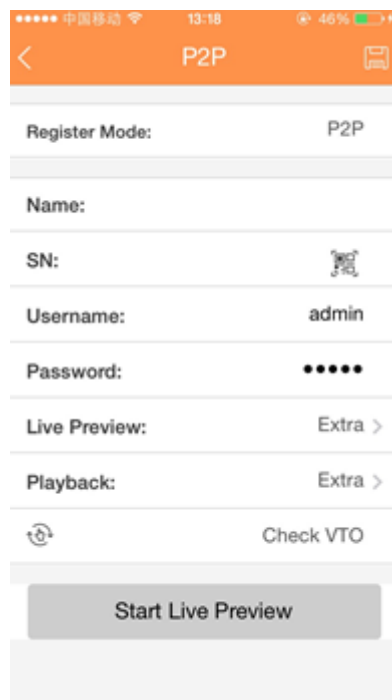 中国移动 13:18 46%
P2P
Register Mode: P2P
Name:
SN:
Username: admin
Password: •••••
Live Preview: Extra
Playback: Extra
Check VTO
Start Live Preview